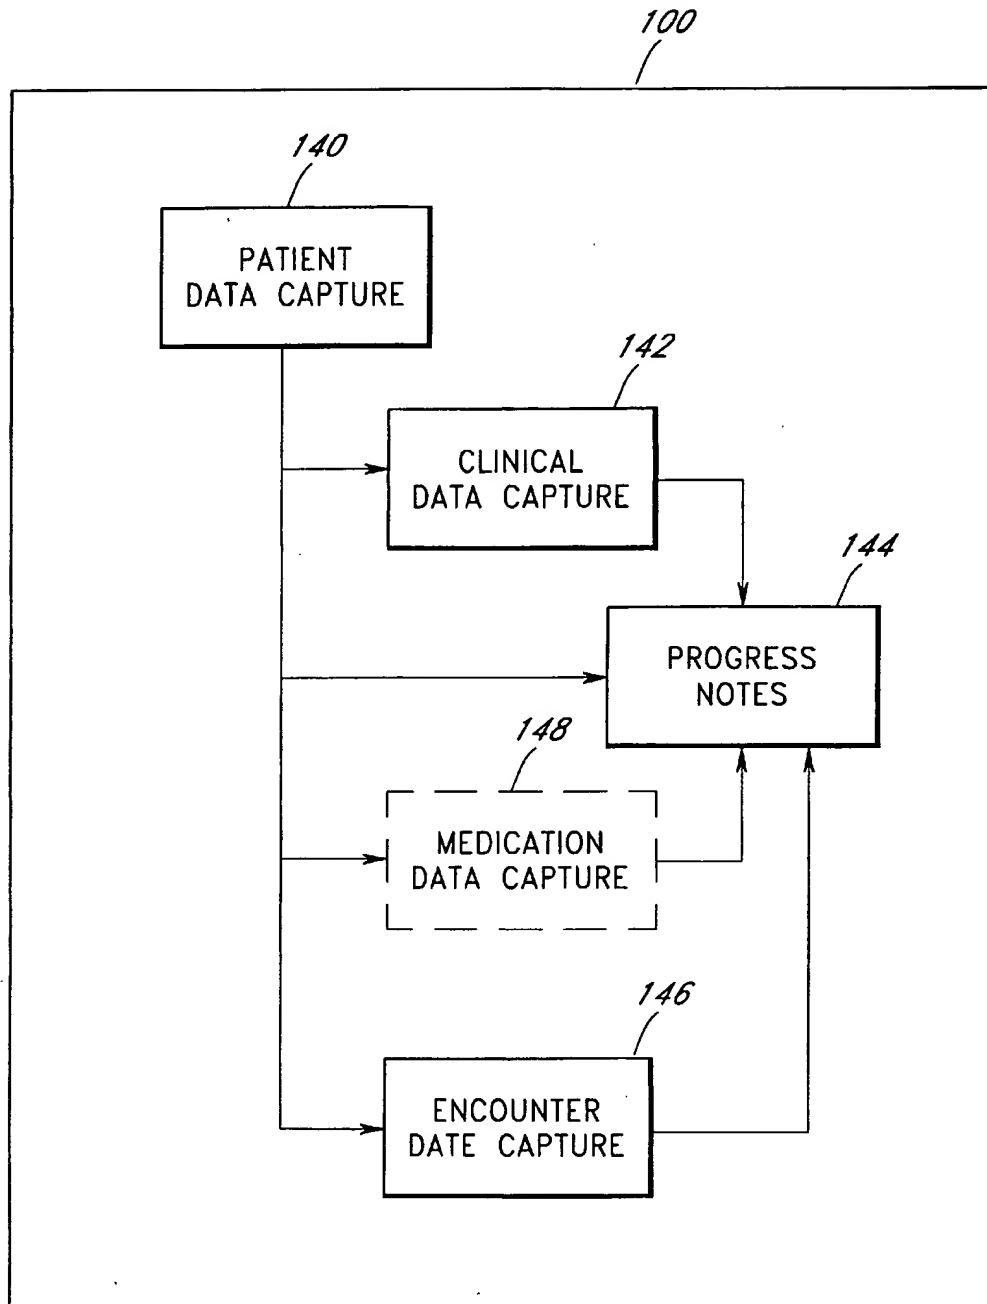 100
140
PATIENT
DATA CAPTURE
142
CLINICAL
DATA CAPTURE
144
PROGRESS
NOTES
148
MEDICATION
DATA CAPTURE
146
ENCOUNTER
DATE CAPTURE